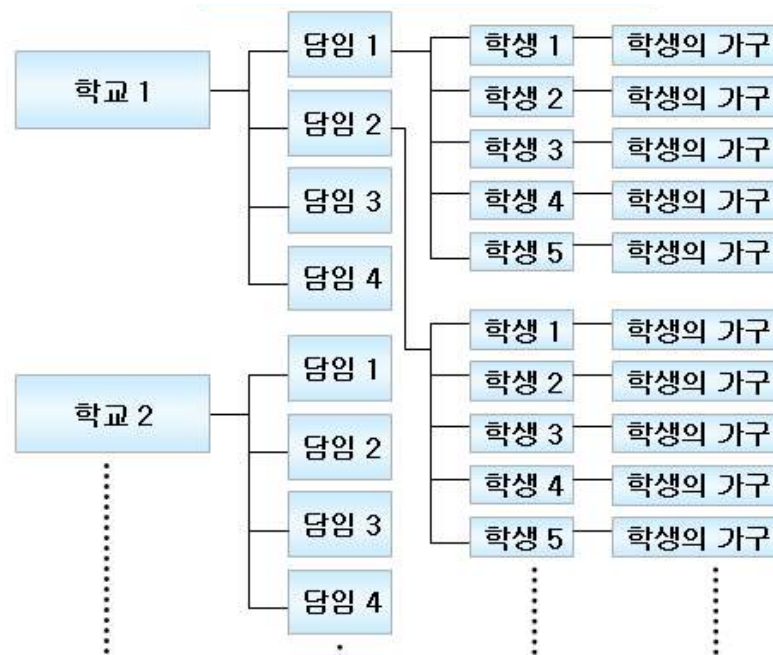 학교 1
담임 1
담임 2
담임 3
담임 4
학생 1 학생의 가구
학생 2 학생의 가구
학생 3 학생의 가구
학생 4 학생의 가구
학생 5 학생의 가구
학생 1 학생의 가구
학생 2 학생의 가구
학생 3 학생의 가구
학생 4 학생의 가구
학생 5 학생의 가구
학교 2
담임 1
담임 2
담임 3
담임 4